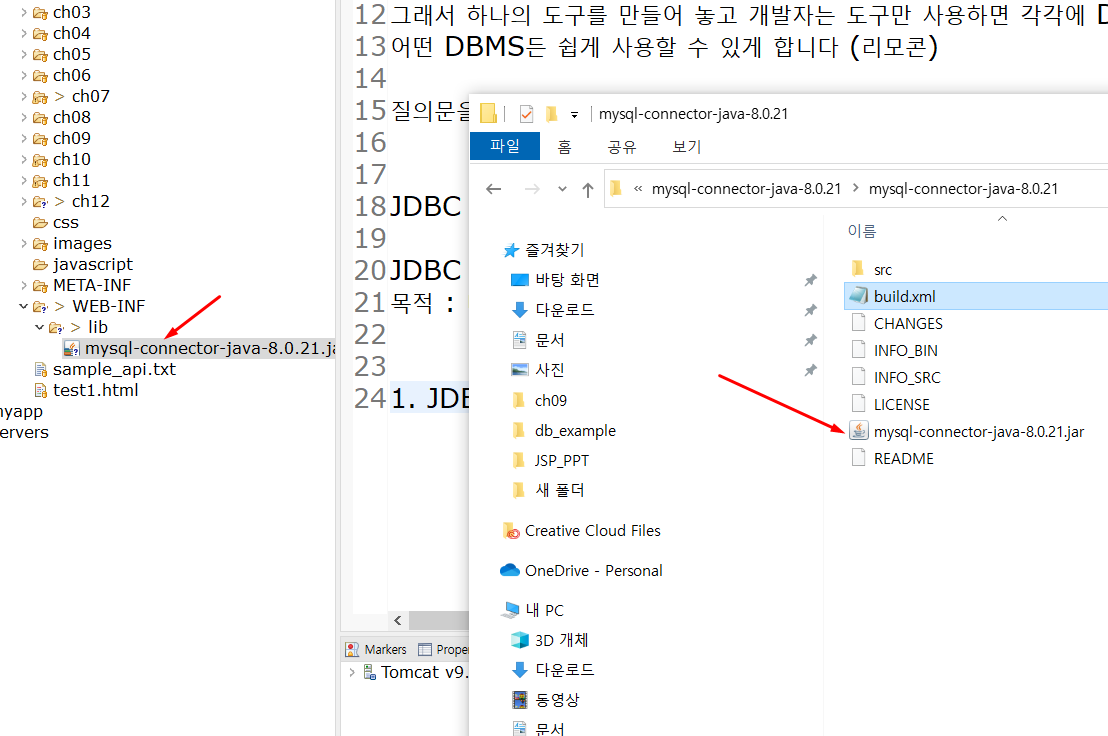 ch03
ch04
ch05
ch06
> ch07
ch08
ch09
ch10
ch11
> ch12
css
images
javascript
META-INF
> WEB-INF
> lib
mysql-connector-java-8.0.21.ja
sample_api.txt
test1.html
myapp
ervers
12 그래서 하나의 도구를 만들어 놓고 개발자는 도구만 사용하면 각각에 D
13 어떤 DBMS든 쉽게 사용할 수 있게 합니다 (리모콘)
14
15 질의문을
16
17
18 JDBC
19
20 JDBC
21 목적 :
22
23
24 1. JDB
Markers Prope
Tomcat v9.
mysql-connector-java-8.0.21
파일 홈 공유 보기
« mysql-connector-java-8.0.21 > mysql-connector-java-8.0.21
즐겨찾기
바탕 화면
다운로드
문서
사진
ch09
db_example
JSP_PPT
새 폴더
Creative Cloud Files
OneDrive - Personal
내 PC
3D 개체
다운로드
동영상
문서
이름
src
build.xml
CHANGES
INFO_BIN
INFO_SRC
LICENSE
mysql-connector-java-8.0.21.jar
README